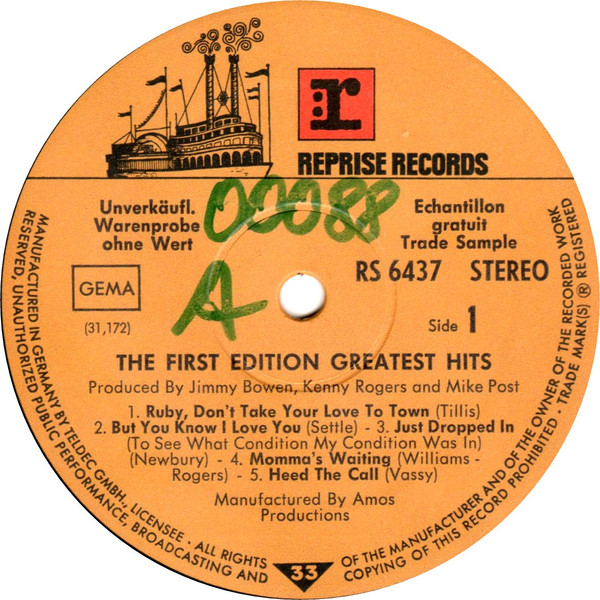 r
REPRISE RECORDS
Unverkäufl.
Warenprobe
ohne Wert
00088
Echantillon
gratuit
Trade Sample
A
GEMA
(31,172)
RS 6437 STEREO
Side 1
THE FIRST EDITION GREATEST HITS
Produced By Jimmy Bowen, Kenny Rogers and Mike Post
1. Ruby, Don't Take Your Love To Town (Tillis)
2. But You Know I Love You (Settle) - 3. Just Dropped In
(To See What Condition My Condition Was In)
(Newbury) - 4. Momma's Waiting (Williams -
Rogers) - 5. Heed The Call (Vassy)
Manufactured By Amos
Productions
MANUFACTURED IN GERMANY BY TELDEC GMBH., LICENSEE · ALL RIGHTS
RESERVED, UNAUTHORIZED PUBLIC PERFORMANCE, BROADCASTING AND
33
OF THE MANUFACTURER AND OF THE OWNER OF THE RECORDED WORK
COPYING OF THIS RECORD PROHIBITED. · TRADE MARK(S) ® REGISTERED